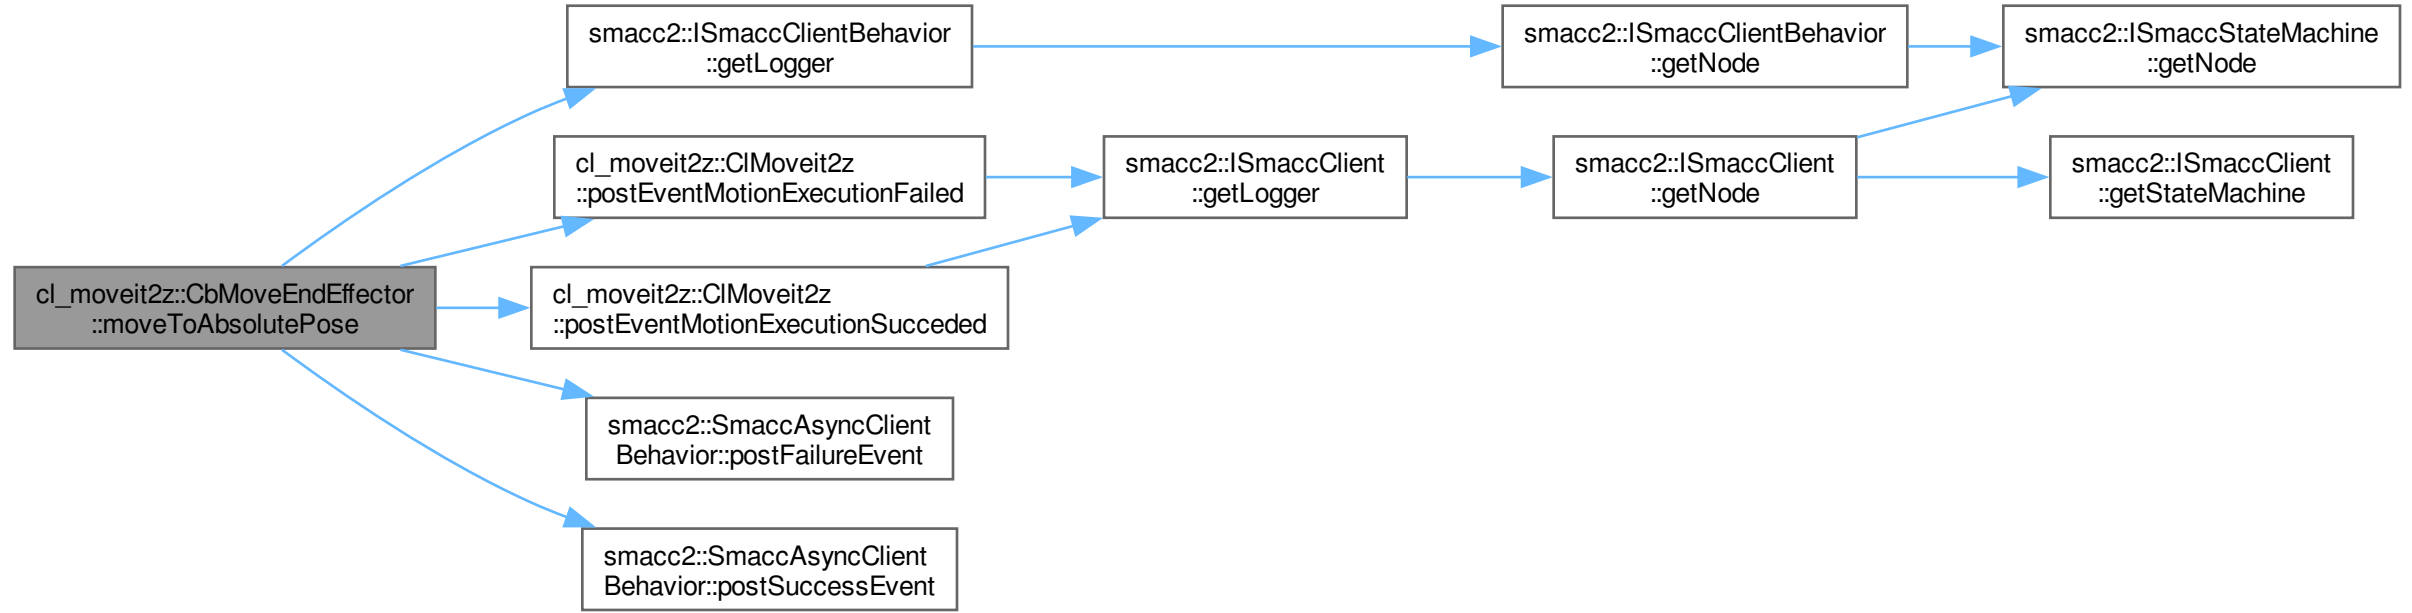 smacc2::ISmaccClientBehavior
::getLogger
smacc2::ISmaccClientBehavior
::getNode
smacc2::ISmaccStateMachine
::getNode
cl_moveit2z::ClMoveit2z
::postEventMotionExecutionFailed
smacc2::ISmaccClient
::getLogger
smacc2::ISmaccClient
::getNode
smacc2::ISmaccClient
::getStateMachine
cl_moveit2z::CbMoveEndEffector
::moveToAbsolutePose
cl_moveit2z::ClMoveit2z
::postEventMotionExecutionSucceded
smacc2::SmaccAsyncClient
Behavior::postFailureEvent
smacc2::SmaccAsyncClient
Behavior::postSuccessEvent